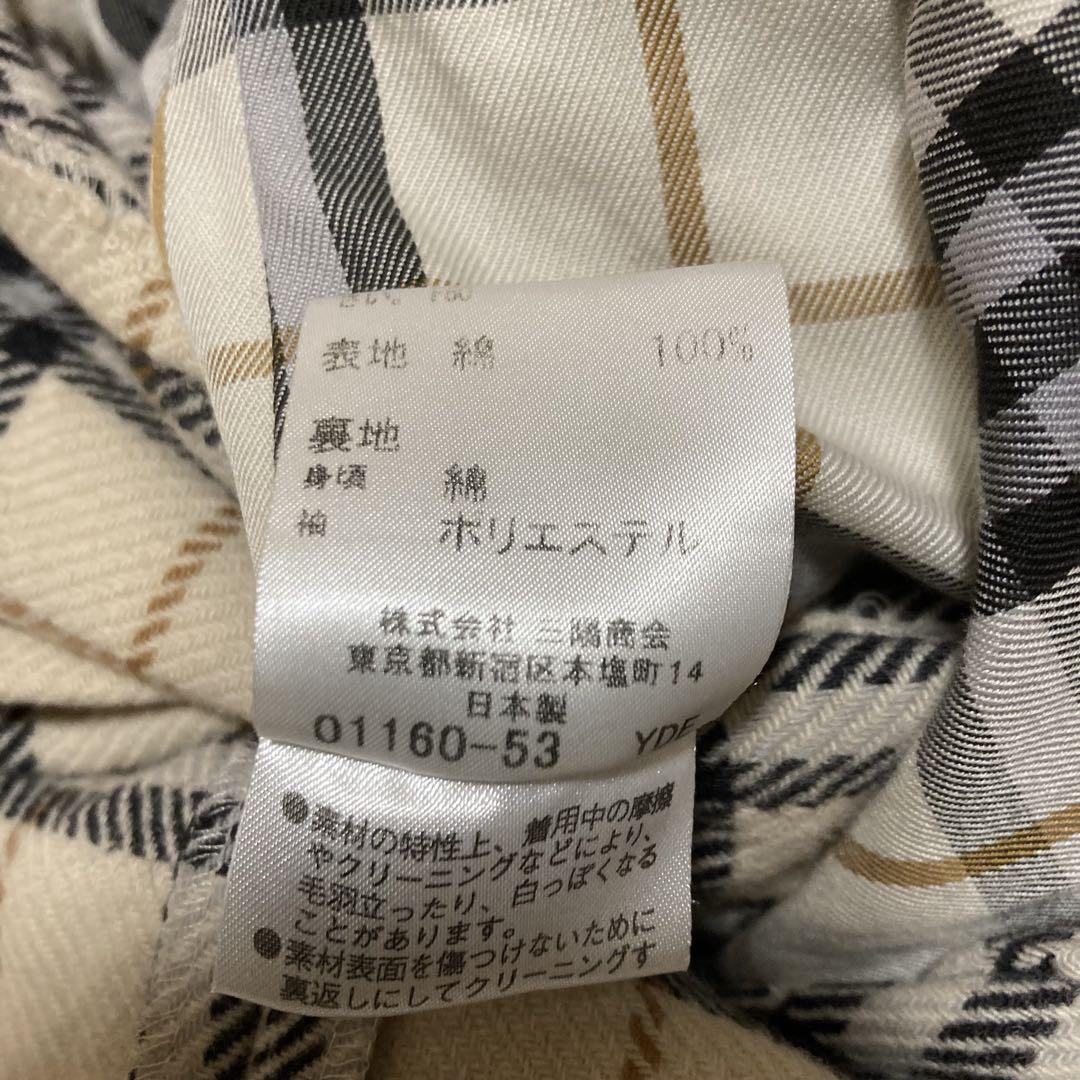 さい。
表地 綿 100%
裏地
身頃 綿
袖 ポリエステル
株式会社 三陽商会
東京都新宿区本塩町14
日本製
01160-53 YDE
●素材の特性上、着用中の摩擦
やクリーニングなどにより、
毛羽立ったり、白っぽくなる
ことがあります。
●素材表面を傷つけないために
裏返しにしてクリーニングす